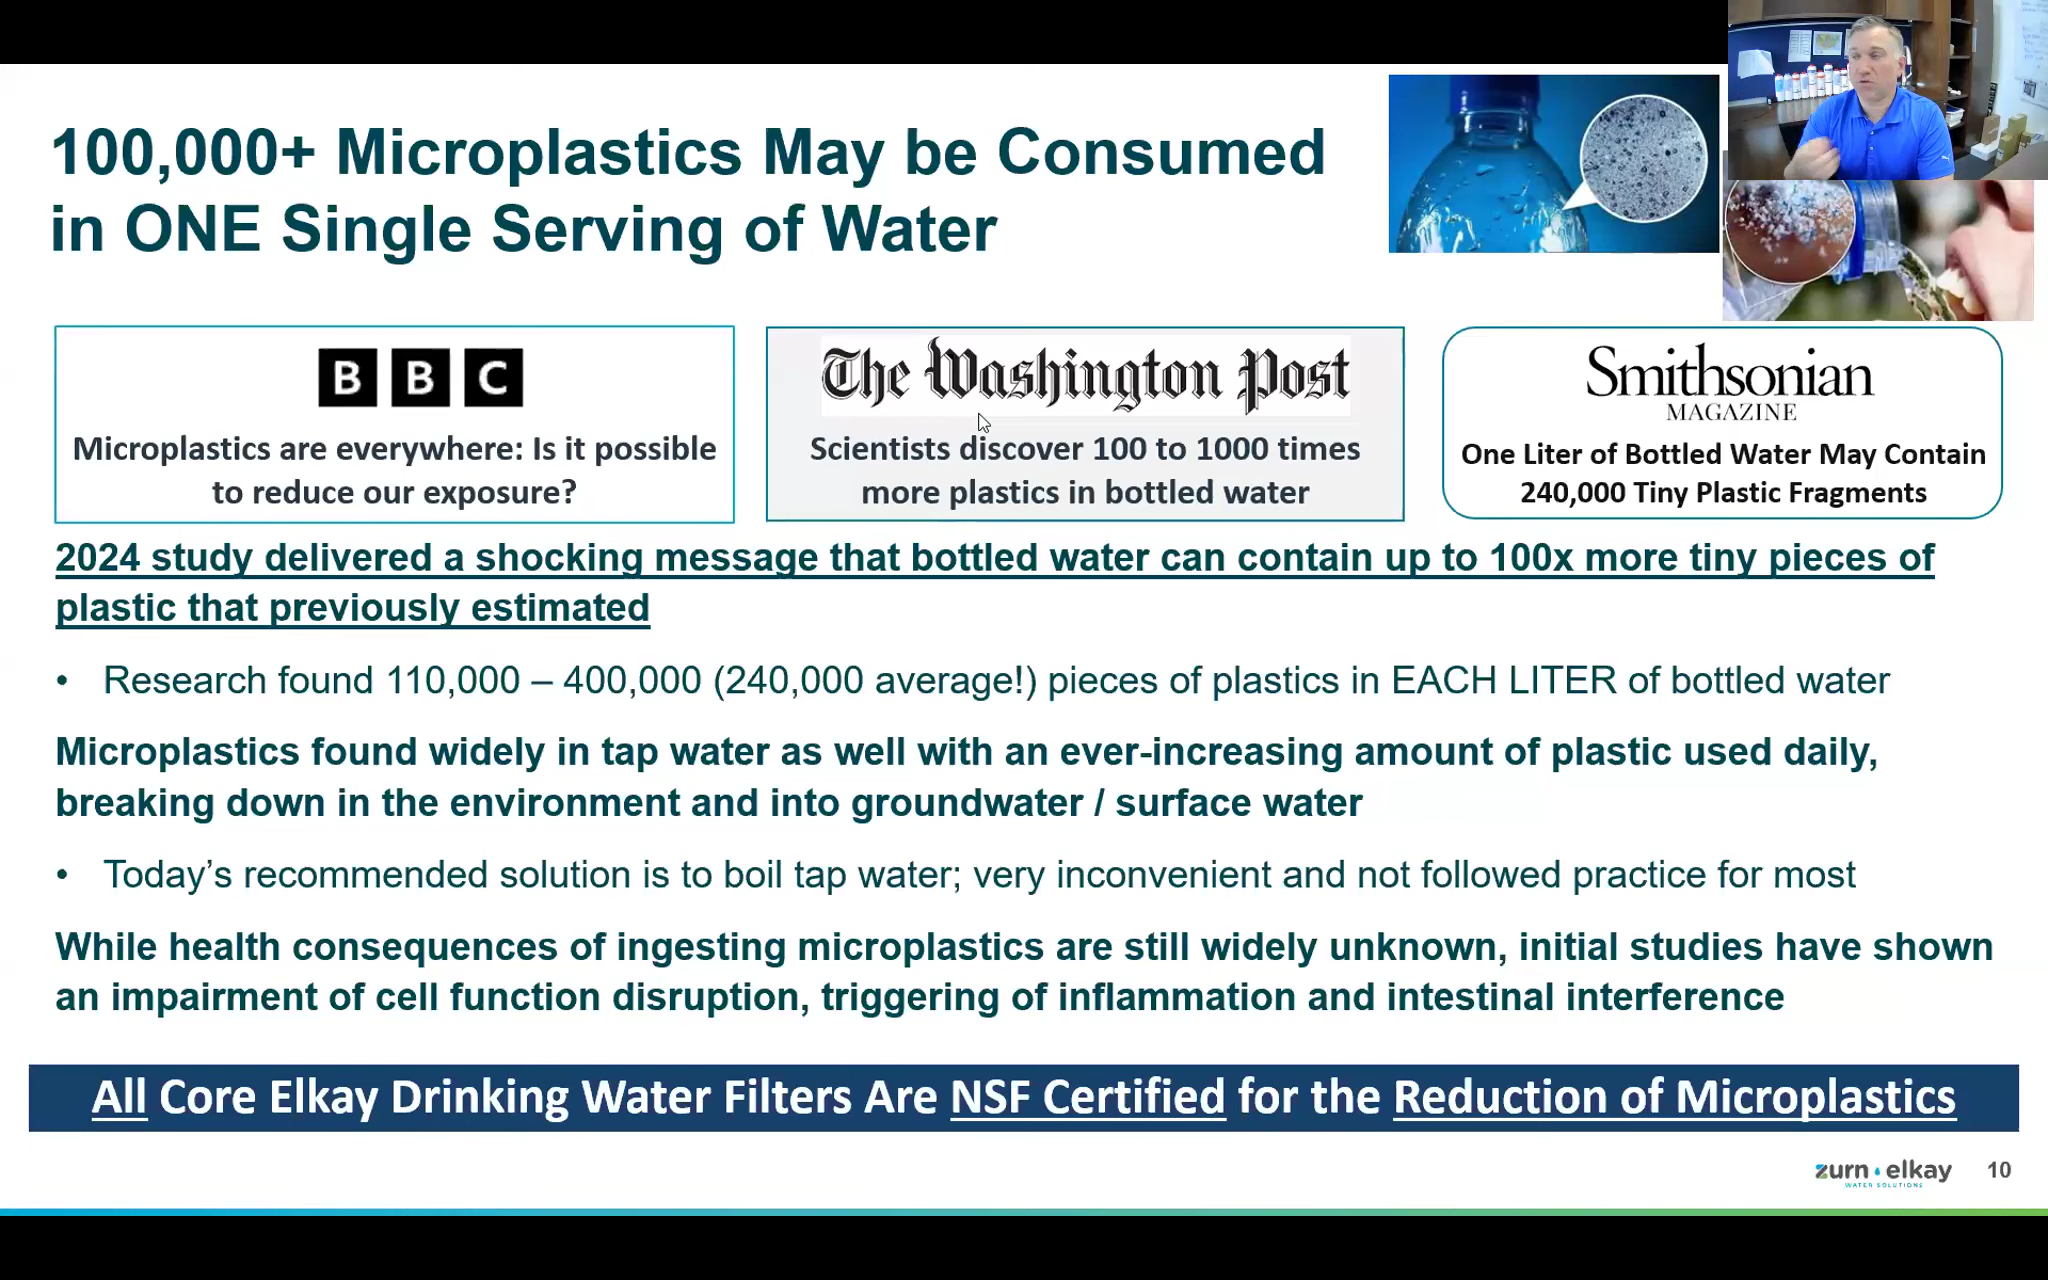 100,000+ Microplastics May be Consumed
in ONE Single Serving of Water
BBC
Microplastics are everywhere: Is it possible
to reduce our exposure?
The Washington Post
Scientists discover 100 to 1000 times
more plastics in bottled water
Smithsonian
MAGAZINE
One Liter of Bottled Water May Contain
240,000 Tiny Plastic Fragments
2024 study delivered a shocking message that bottled water can contain up to 100x more tiny pieces of
plastic that previously estimated
• Research found 110,000 – 400,000 (240,000 average!) pieces of plastics in EACH LITER of bottled water
Microplastics found widely in tap water as well with an ever-increasing amount of plastic used daily,
breaking down in the environment and into groundwater / surface water
• Today’s recommended solution is to boil tap water; very inconvenient and not followed practice for most
While health consequences of ingesting microplastics are still widely unknown, initial studies have shown
an impairment of cell function disruption, triggering of inflammation and intestinal interference
All Core Elkay Drinking Water Filters Are NSF Certified for the Reduction of Microplastics
zurn elkay
WATER SOLUTIONS
10